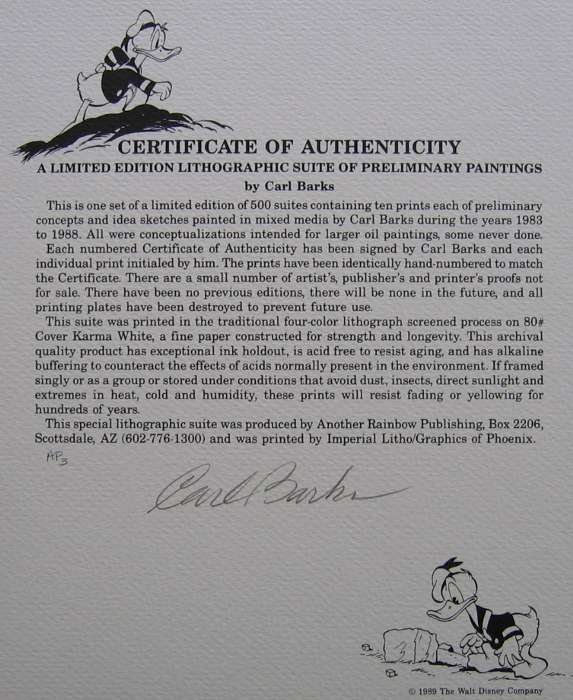 CERTIFICATE OF AUTHENTICITY
A LIMITED EDITION LITHOGRAPHIC SUITE OF PRELIMINARY PAINTINGS
by Carl Barks
This is one set of a limited edition of 500 suites containing ten prints each of preliminary
concepts and idea sketches painted in mixed media by Carl Barks during the years 1983
to 1988. All were conceptualizations intended for larger oil paintings, some never done.
Each numbered Certificate of Authenticity has been signed by Carl Barks and each
individual print initialed by him. The prints have been identically hand-numbered to match
the Certificate. There are a small number of artist's, publisher's and printer's proofs not
for sale. There have been no previous editions, there will be none in the future, and all
printing plates have been destroyed to prevent future use.
This suite was printed in the traditional four-color lithograph screened process on 80#
Cover Karma White, a fine paper constructed for strength and longevity. This archival
quality product has exceptional ink holdout, is acid free to resist aging, and has alkaline
buffering to counteract the effects of acids normally present in the environment. If framed
singly or as a group or stored under conditions that avoid dust, insects, direct sunlight and
extremes in heat, cold and humidity, these prints will resist fading or yellowing for
hundreds of years.
This special lithographic suite was produced by Another Rainbow Publishing, Box 2206,
Scottsdale, AZ (602-776-1300) and was printed by Imperial Litho/Graphics of Phoenix.
AP3
Carl Barks
© 1989 The Walt Disney Company